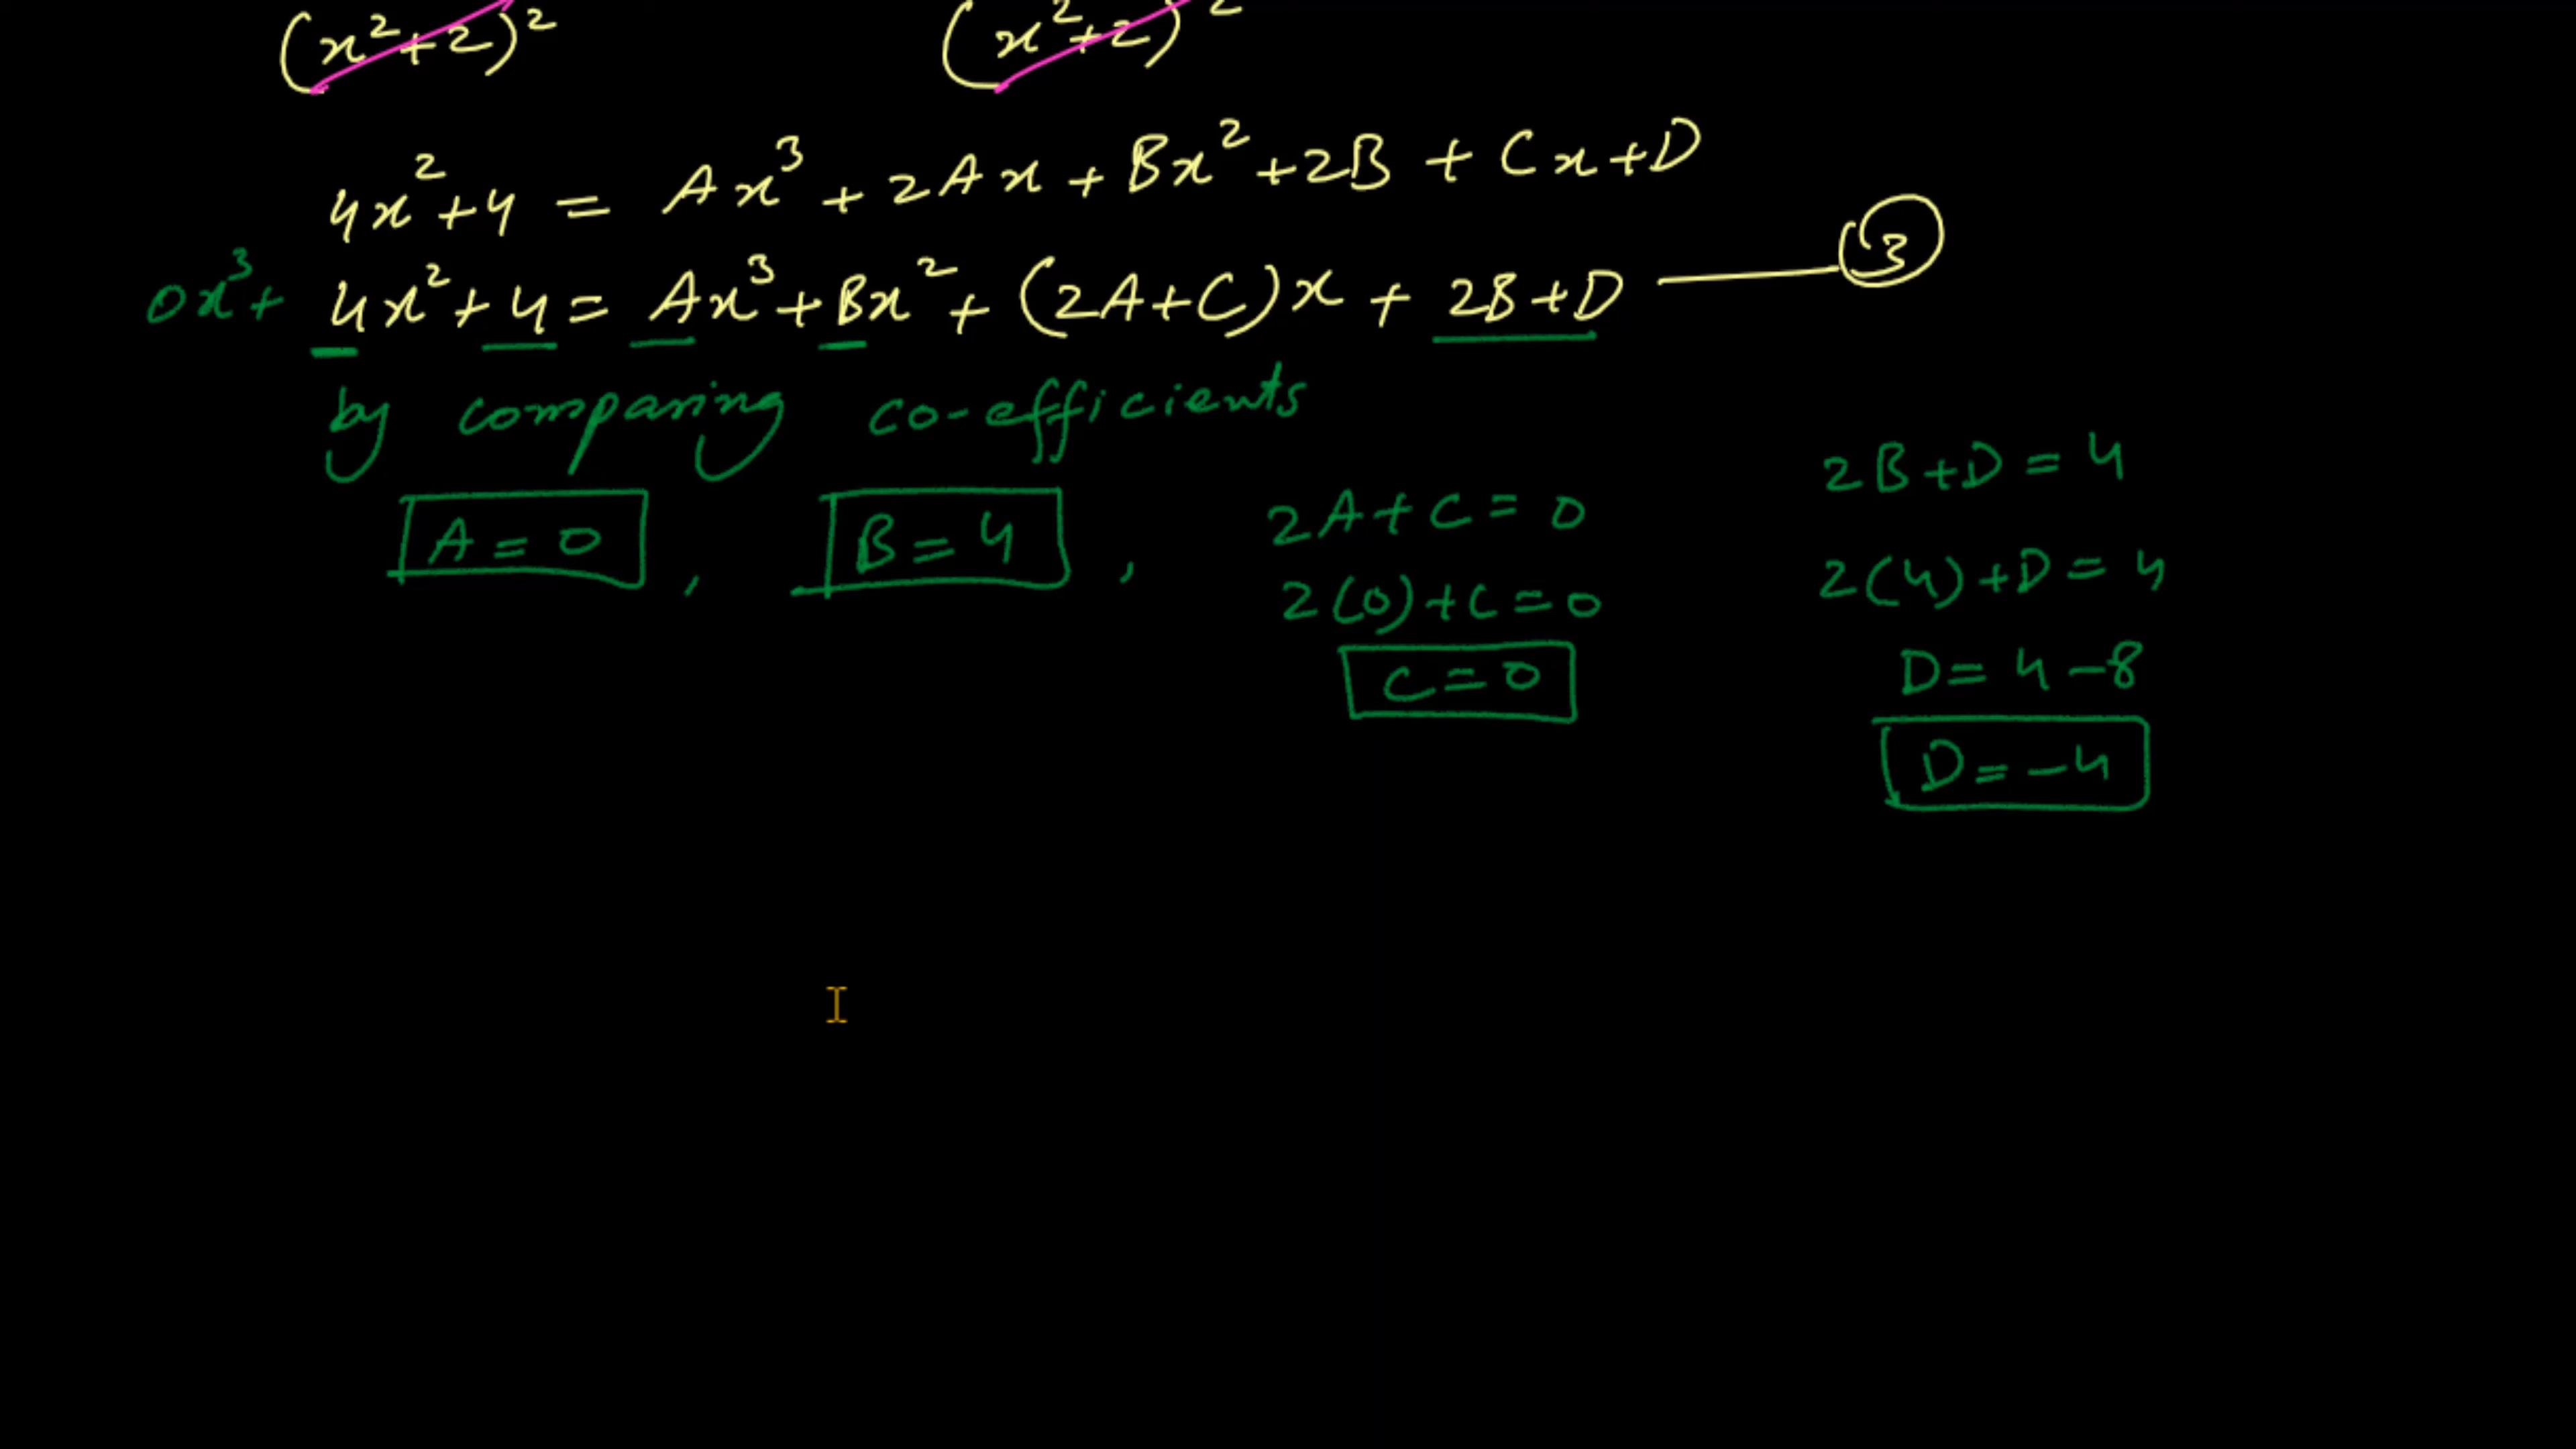 (x²+2)² (x²+2)²
4x²+4 = Ax³ + 2Ax + Bx² + 2B + Cx + D
0x³ + 4x² + 4 = Ax³ + Bx² + (2A+C)x + 2B+D —— 3
by comparing co-efficients
A = 0 , B = 4 , 2A + C = 0 2B + D = 4
2(0) + C = 0 2(4) + D = 4
C = 0 D = 4 - 8
D = -4